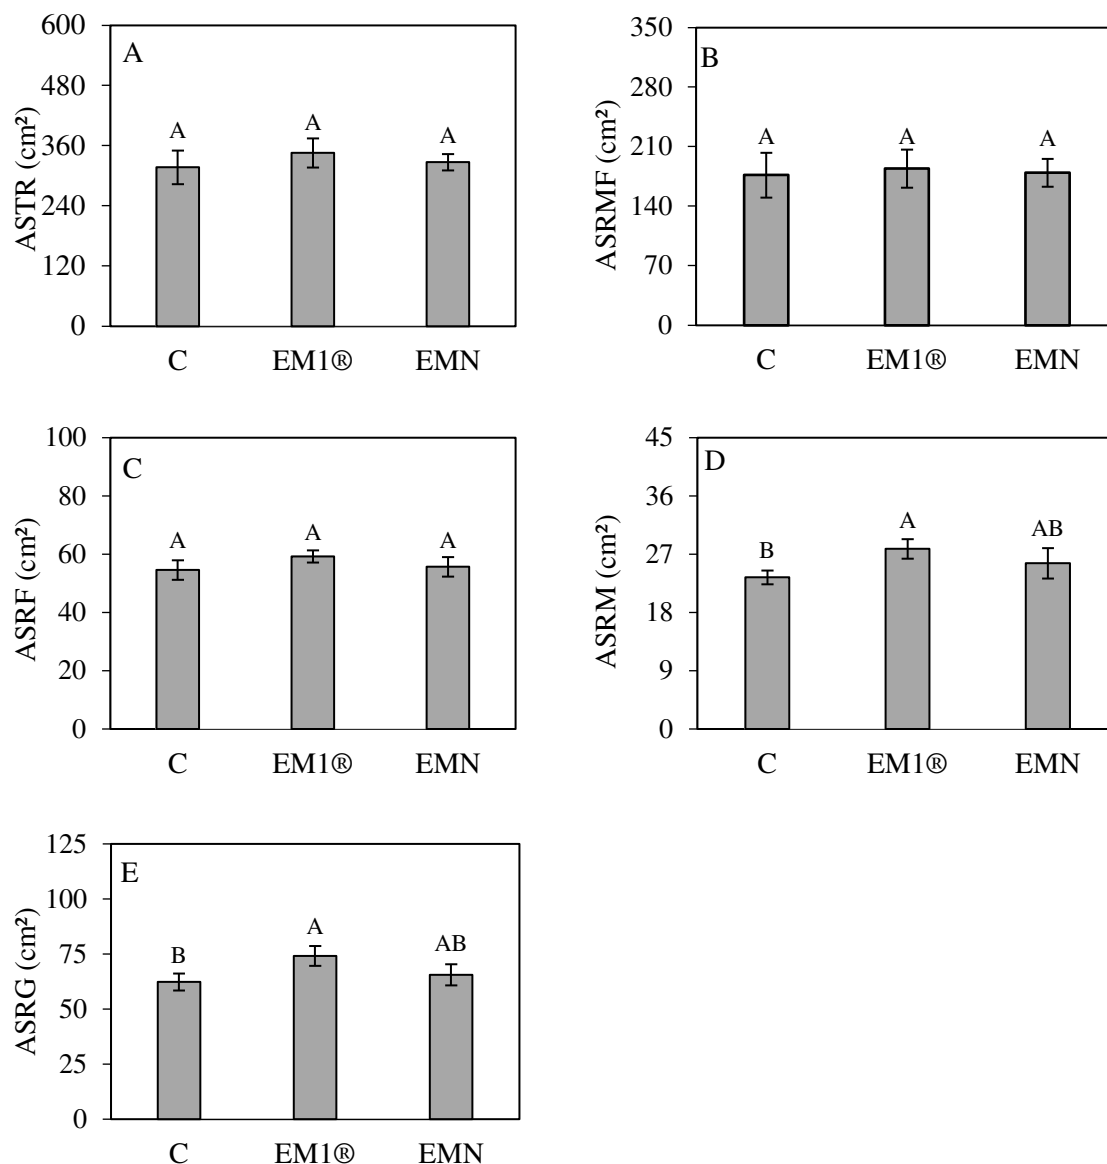 A
ASTR (cm²)
600
480
360
240
120
0
A
A
A
C
EM1®
EMN
B
ASRMF (cm²)
350
280
210
140
70
0
A
A
A
C
EM1®
EMN
C
ASRF (cm²)
100
80
60
40
20
0
A
A
A
C
EM1®
EMN
D
ASRM (cm²)
45
36
27
18
9
0
B
A
AB
C
EM1®
EMN
E
ASRG (cm²)
125
100
75
50
25
0
B
A
AB
C
EM1®
EMN